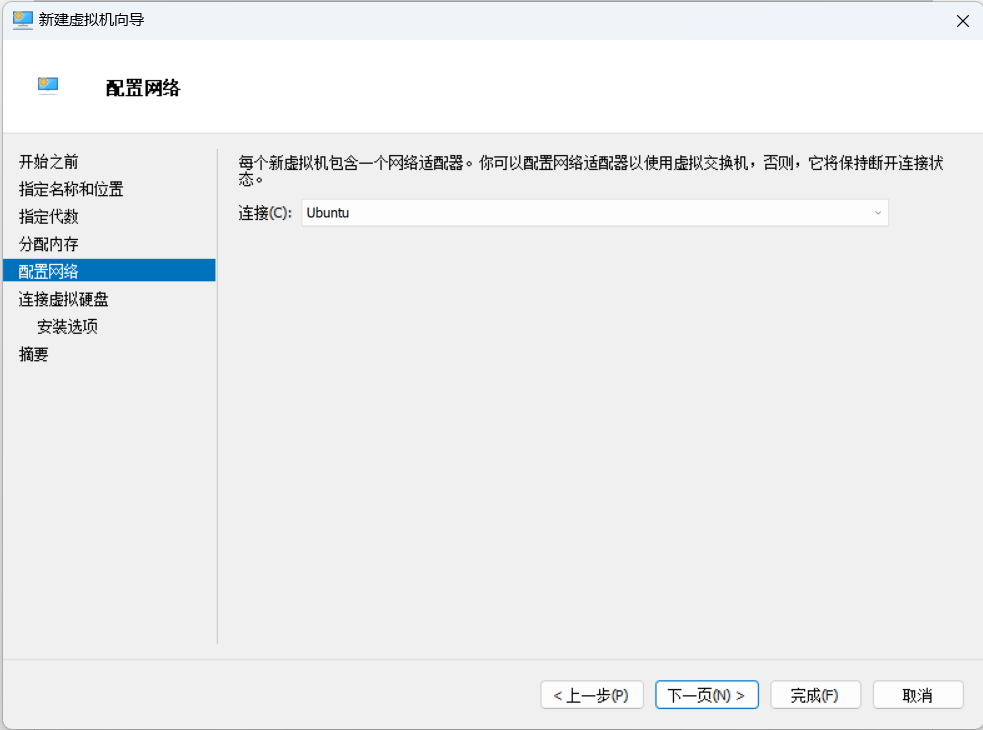 新建虚拟机向导
配置网络
开始之前
指定名称和位置
指定代数
分配内存
配置网络
连接虚拟硬盘
安装选项
摘要
每个新虚拟机包含一个网络适配器。你可以配置网络适配器以使用虚拟交换机，否则，它将保持断开连接状
态。
连接(C): Ubuntu
< 上一步(P) 下一页(N) > 完成(F) 取消